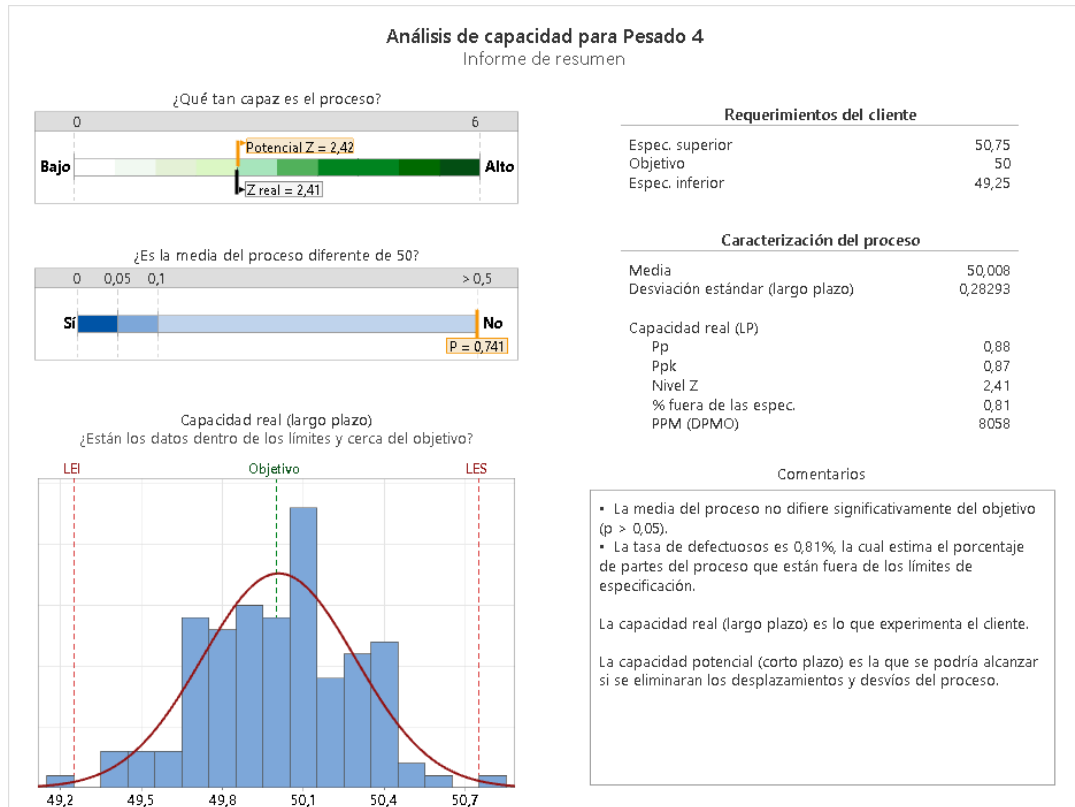 Análisis de capacidad para Pesado 4
Informe de resumen
¿Qué tan capaz es el proceso?
0 6
Potencial Z = 2,42
Bajo Alto
Z real = 2,41
¿Es la media del proceso diferente de 50?
0 0,05 0,1 > 0,5
Sí No
P = 0,741
Capacidad real (largo plazo)
¿Están los datos dentro de los límites y cerca del objetivo?
LEI Objetivo LES
49,2 49,5 49,8 50,1 50,4 50,7
Requerimientos del cliente
Espec. superior 50,75
Objetivo 50
Espec. inferior 49,25
Caracterización del proceso
Media 50,008
Desviación estándar (largo plazo) 0,28293
Capacidad real (LP)
Pp 0,88
Ppk 0,87
Nivel Z 2,41
% fuera de las espec. 0,81
PPM (DPMO) 8058
Comentarios
• La media del proceso no difiere significativamente del objetivo
(p > 0,05).
• La tasa de defectuosos es 0,81%, la cual estima el porcentaje
de partes del proceso que están fuera de los límites de
especificación.
La capacidad real (largo plazo) es lo que experimenta el cliente.
La capacidad potencial (corto plazo) es la que se podría alcanzar
si se eliminaran los desplazamientos y desvíos del proceso.